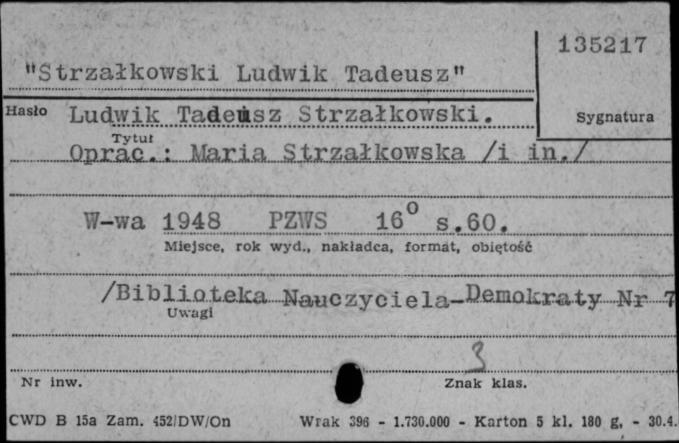 135217
"Strzałkowski Ludwik Tadeusz"
Hasło Ludwik Tadeusz Strzałkowski. Sygnatura
Tytuł
Oprac.: Maria Strzałkowska /i in./
W-wa 1948 PZWS 16° s.60.
Miejsce, rok wyd., nakładca, format, objętość
/Biblioteka Nauczyciela-Demokraty Nr 7
Uwagi
3
Nr inw. Znak klas.
CWD B 15a Zam. 452/DW/On Wrak 396 - 1.730.000 - Karton 5 kl. 180 g. - 30.4.